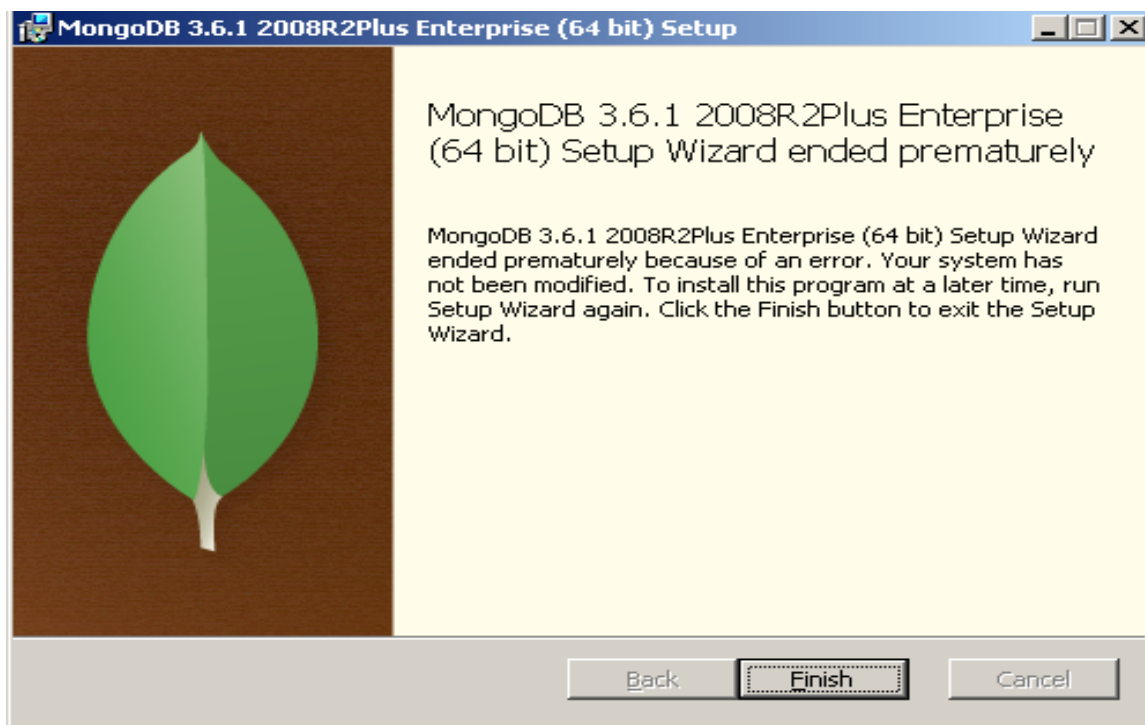 MongoDB 3.6.1 2008R2Plus Enterprise (64 bit) Setup
MongoDB 3.6.1 2008R2Plus Enterprise
(64 bit) Setup Wizard ended prematurely
MongoDB 3.6.1 2008R2Plus Enterprise (64 bit) Setup Wizard
ended prematurely because of an error. Your system has
not been modified. To install this program at a later time, run
Setup Wizard again. Click the Finish button to exit the Setup
Wizard.
Back
Finish
Cancel